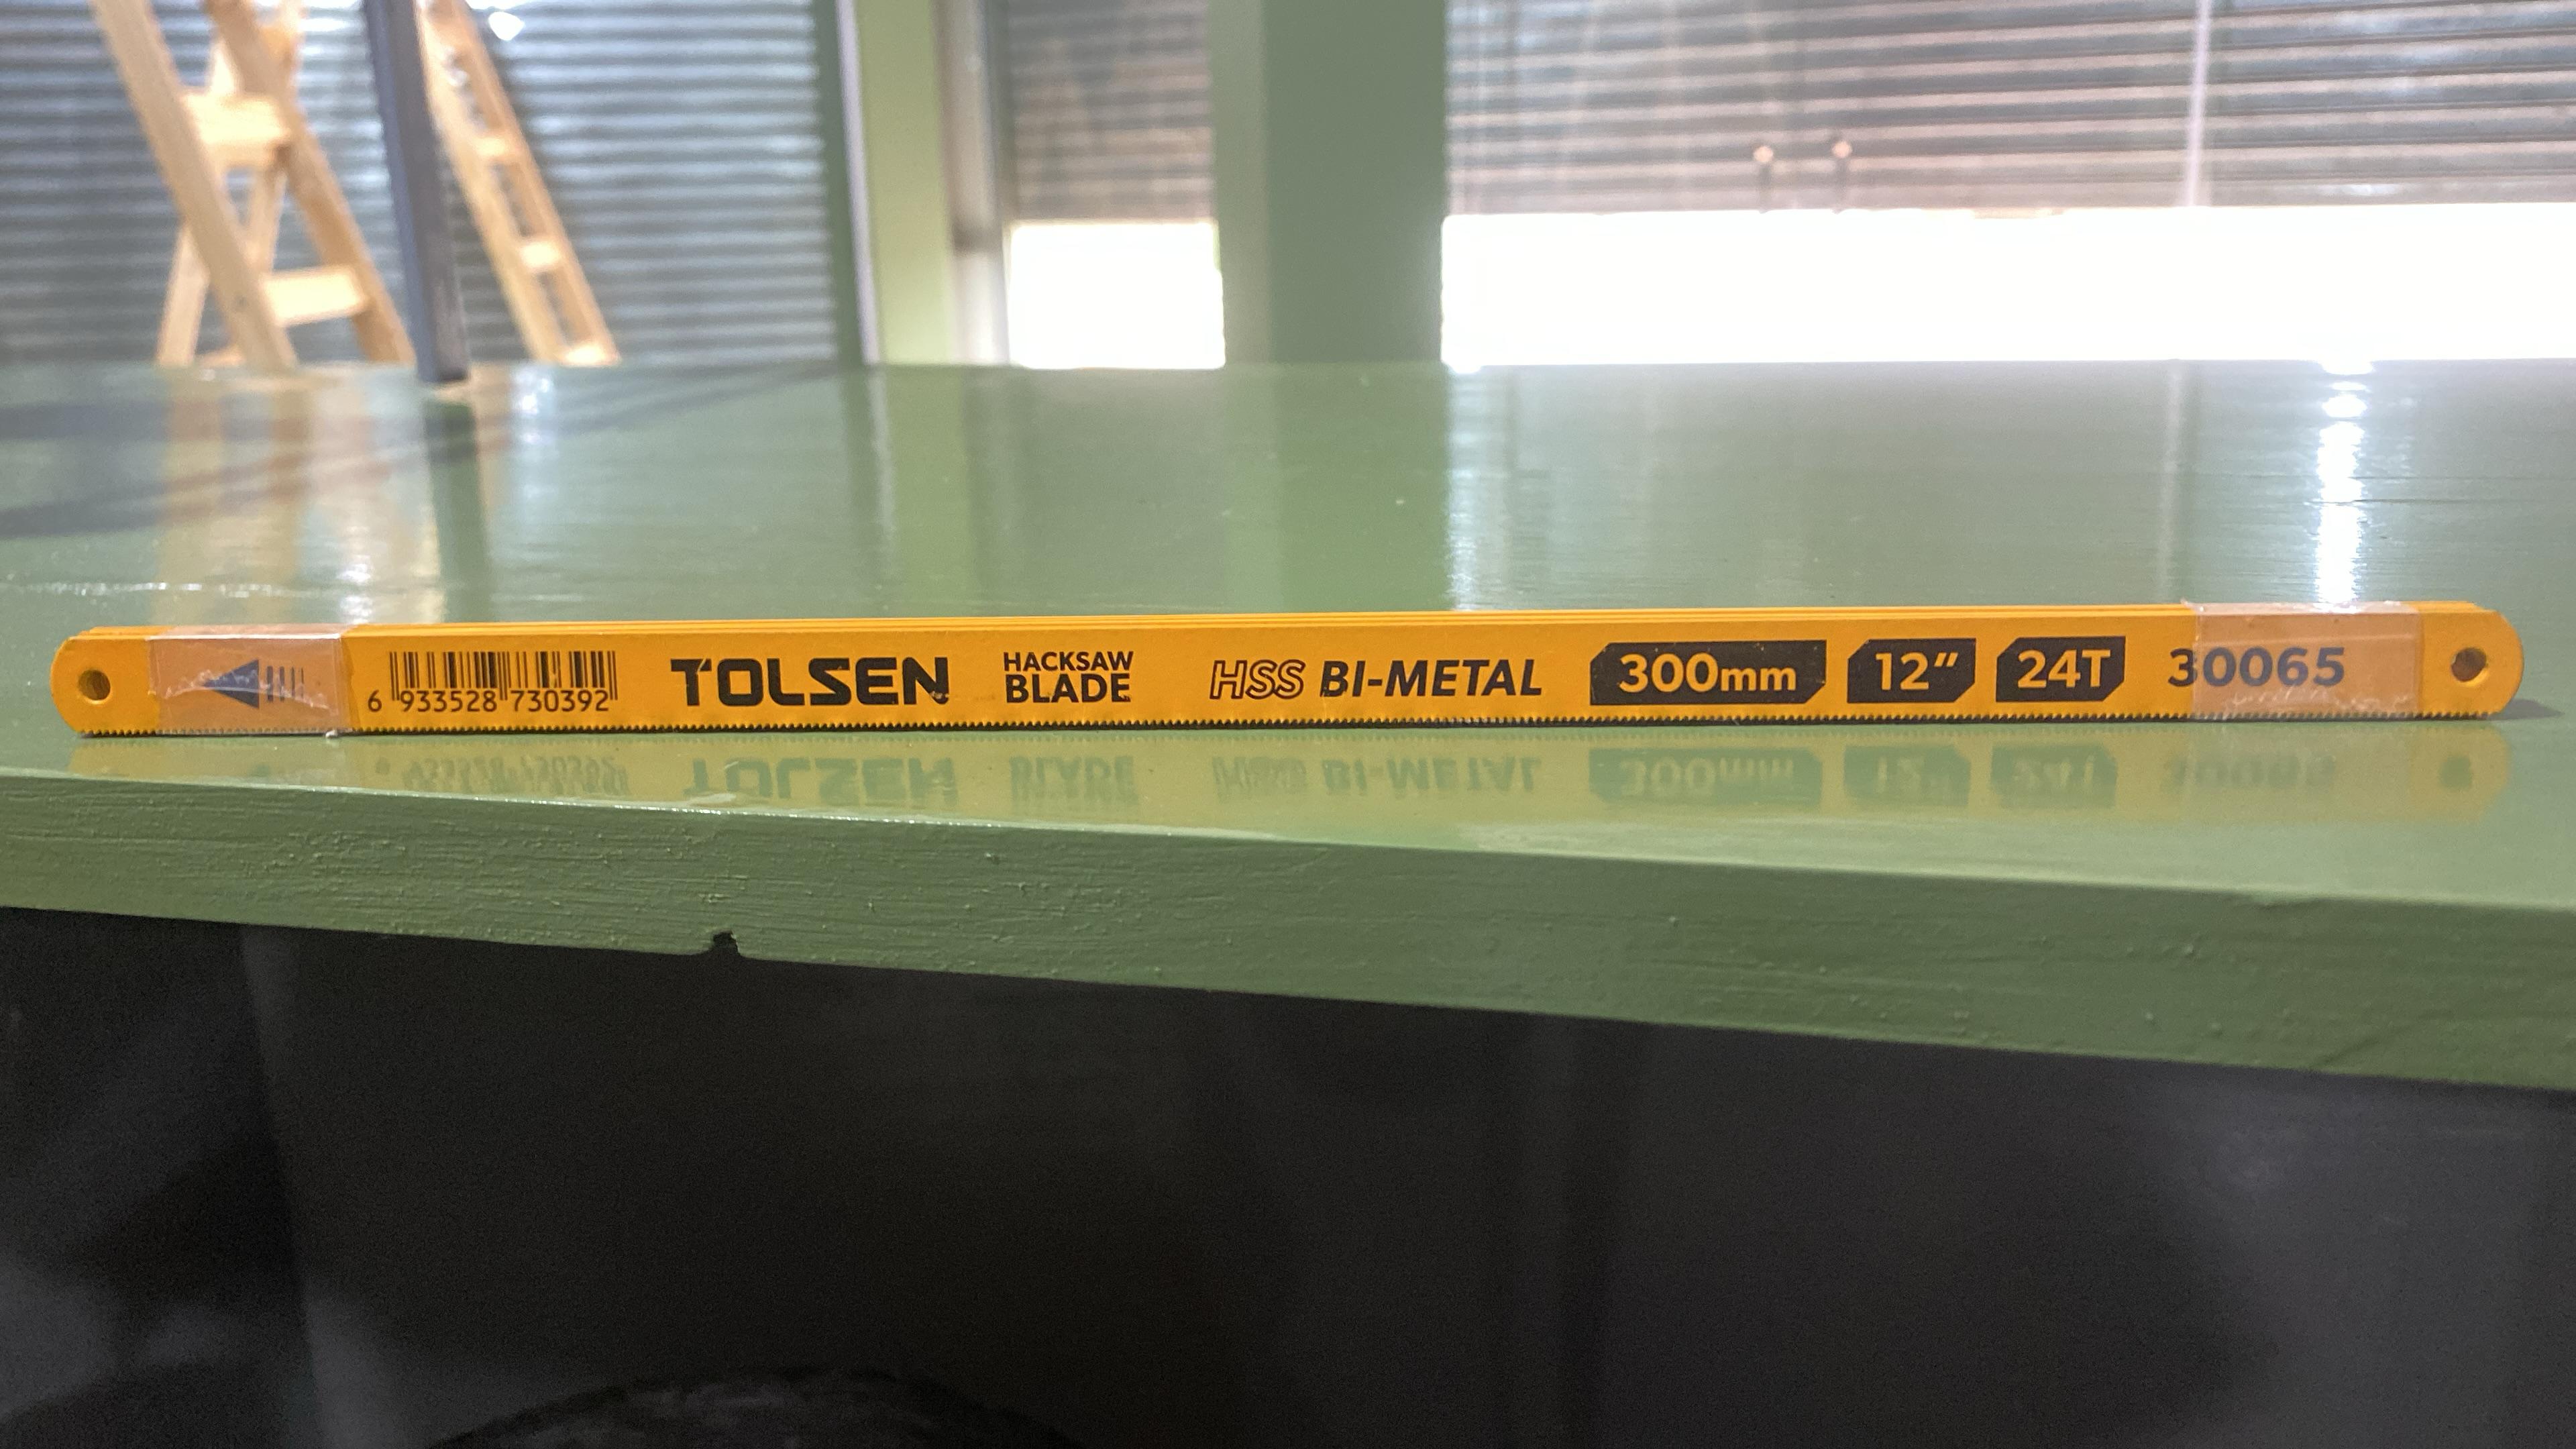 6 933528 730392
TOLSEN
HACKSAW
BLADE
HSS BI-METAL
300mm
12”
24T
30065